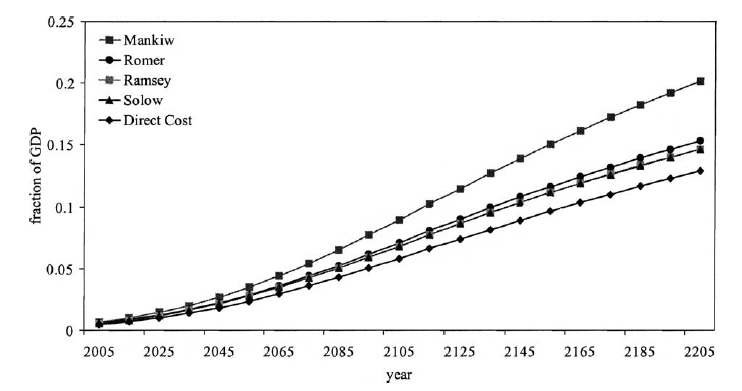 0.25
Mankiw
Romer
Ramsey
Solow
Direct Cost
0.2
0.15
0.1
0.05
0
fraction of GDP
2005 2025 2045 2065 2085 2105 2125 2145 2165 2185 2205
year